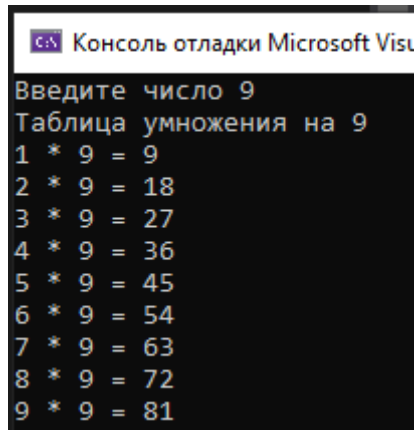 Консоль отладки Microsoft Visu
Введите число 9
Таблица умножения на 9
1 * 9 = 9
2 * 9 = 18
3 * 9 = 27
4 * 9 = 36
5 * 9 = 45
6 * 9 = 54
7 * 9 = 63
8 * 9 = 72
9 * 9 = 81